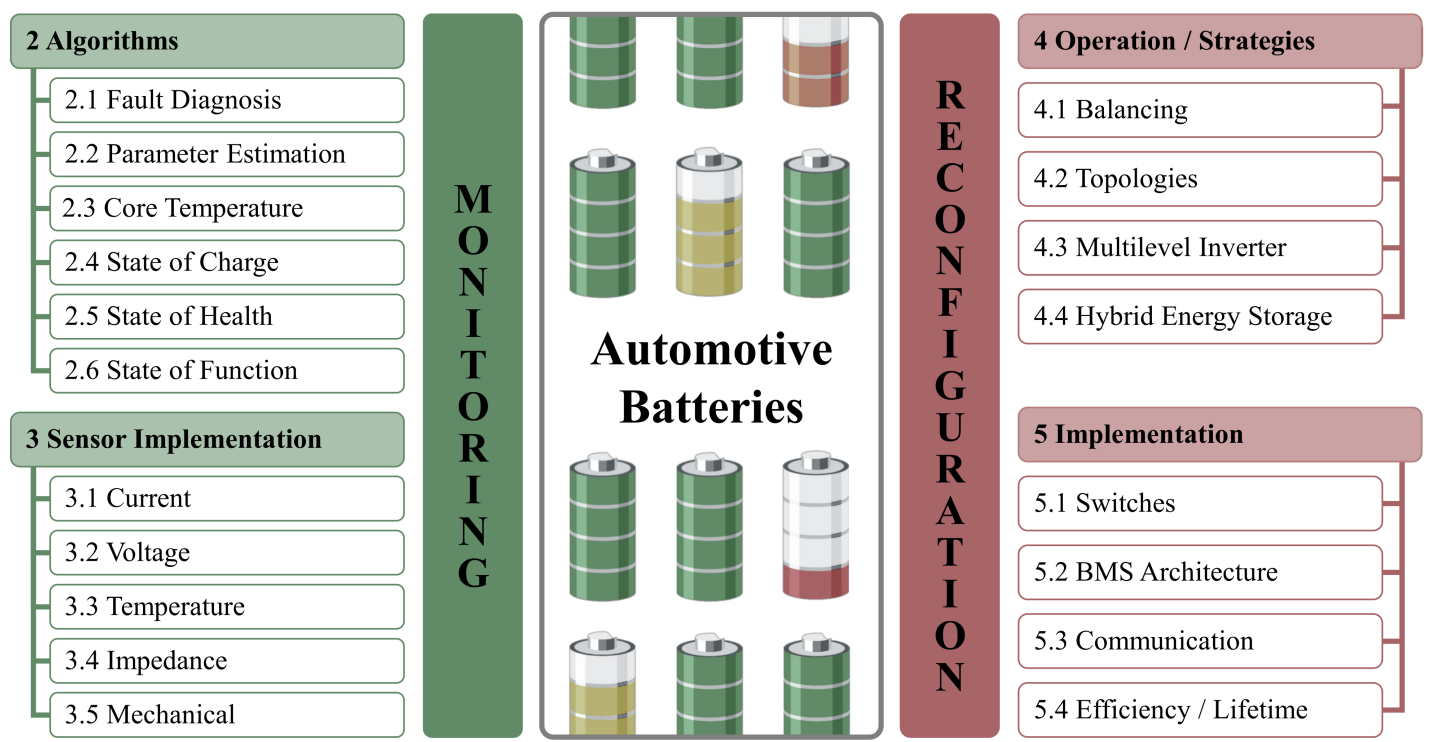 2 Algorithms
2.1 Fault Diagnosis
2.2 Parameter Estimation
2.3 Core Temperature
2.4 State of Charge
2.5 State of Health
2.6 State of Function
3 Sensor Implementation
3.1 Current
3.2 Voltage
3.3 Temperature
3.4 Impedance
3.5 Mechanical
MONITORING
Automotive
Batteries
RECONFIGURATION
4 Operation / Strategies
4.1 Balancing
4.2 Topologies
4.3 Multilevel Inverter
4.4 Hybrid Energy Storage
5 Implementation
5.1 Switches
5.2 BMS Architecture
5.3 Communication
5.4 Efficiency / Lifetime